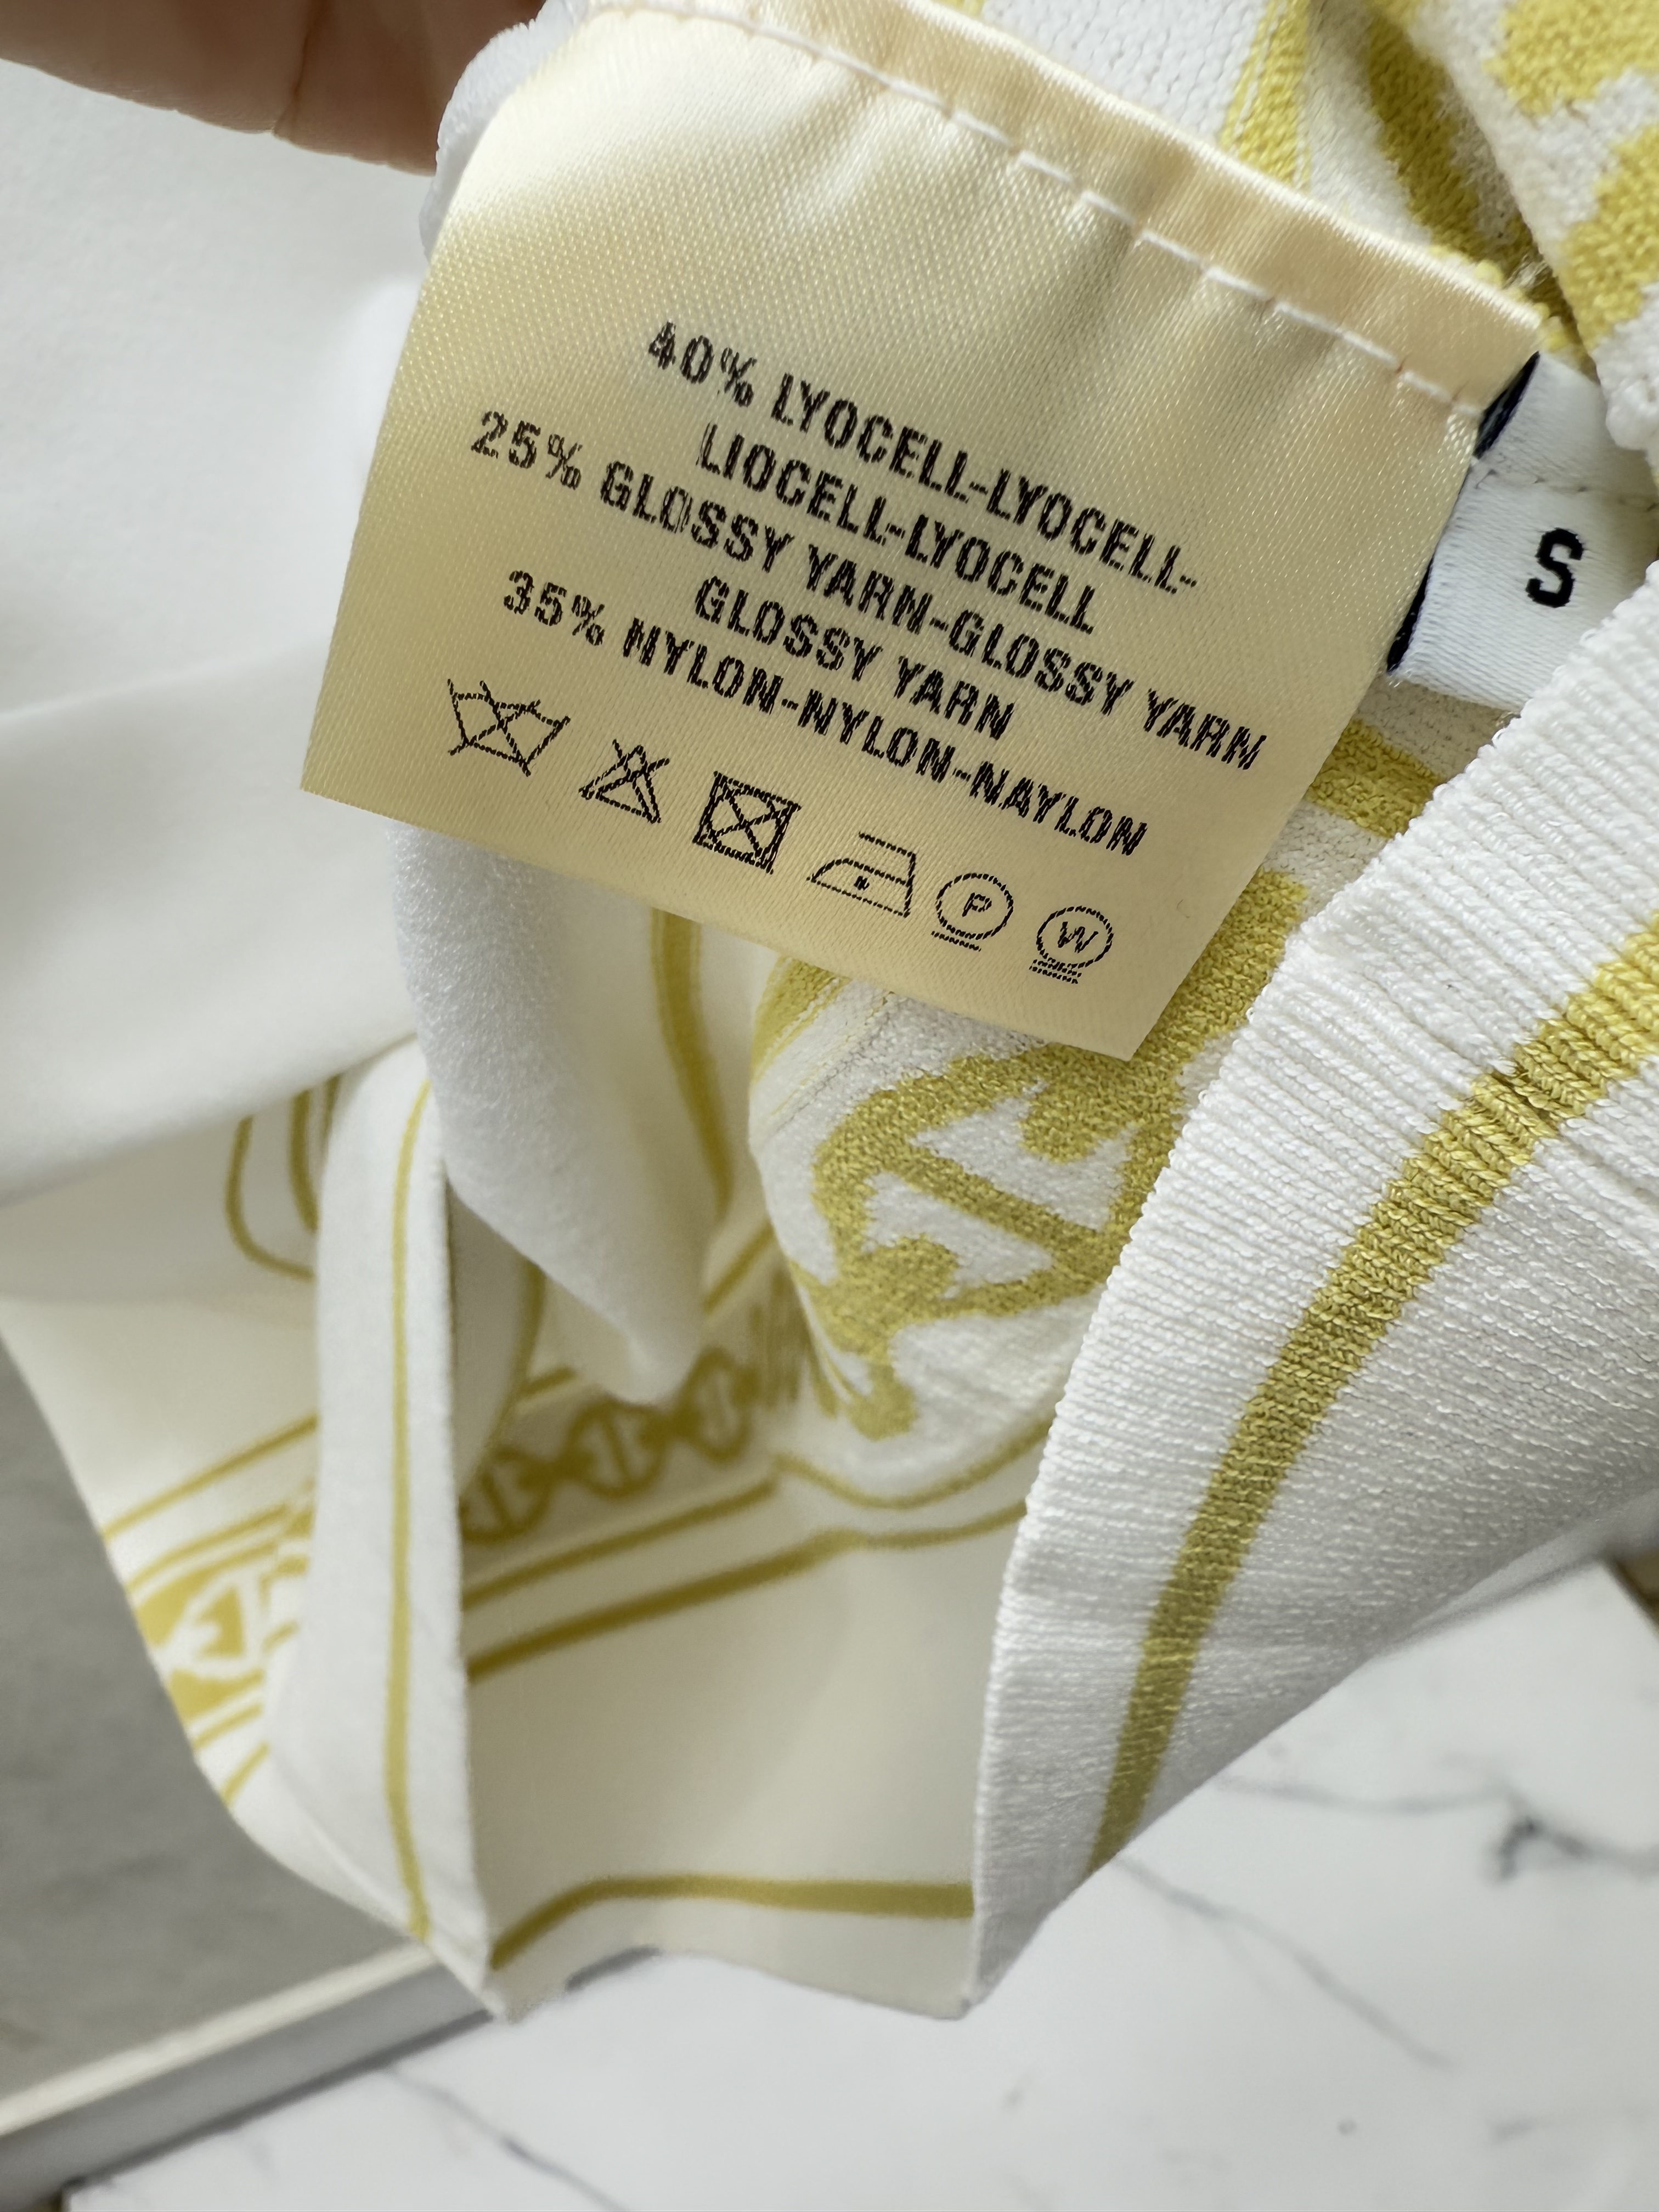 40% LYOCELL-LYOCELL-
LIOCELL-LYOCELL
25% GLOSSY YARN-GLOSSY YARN
GLOSSY YARN
35% NYLON-NYLON-NAYLON
P
W
S